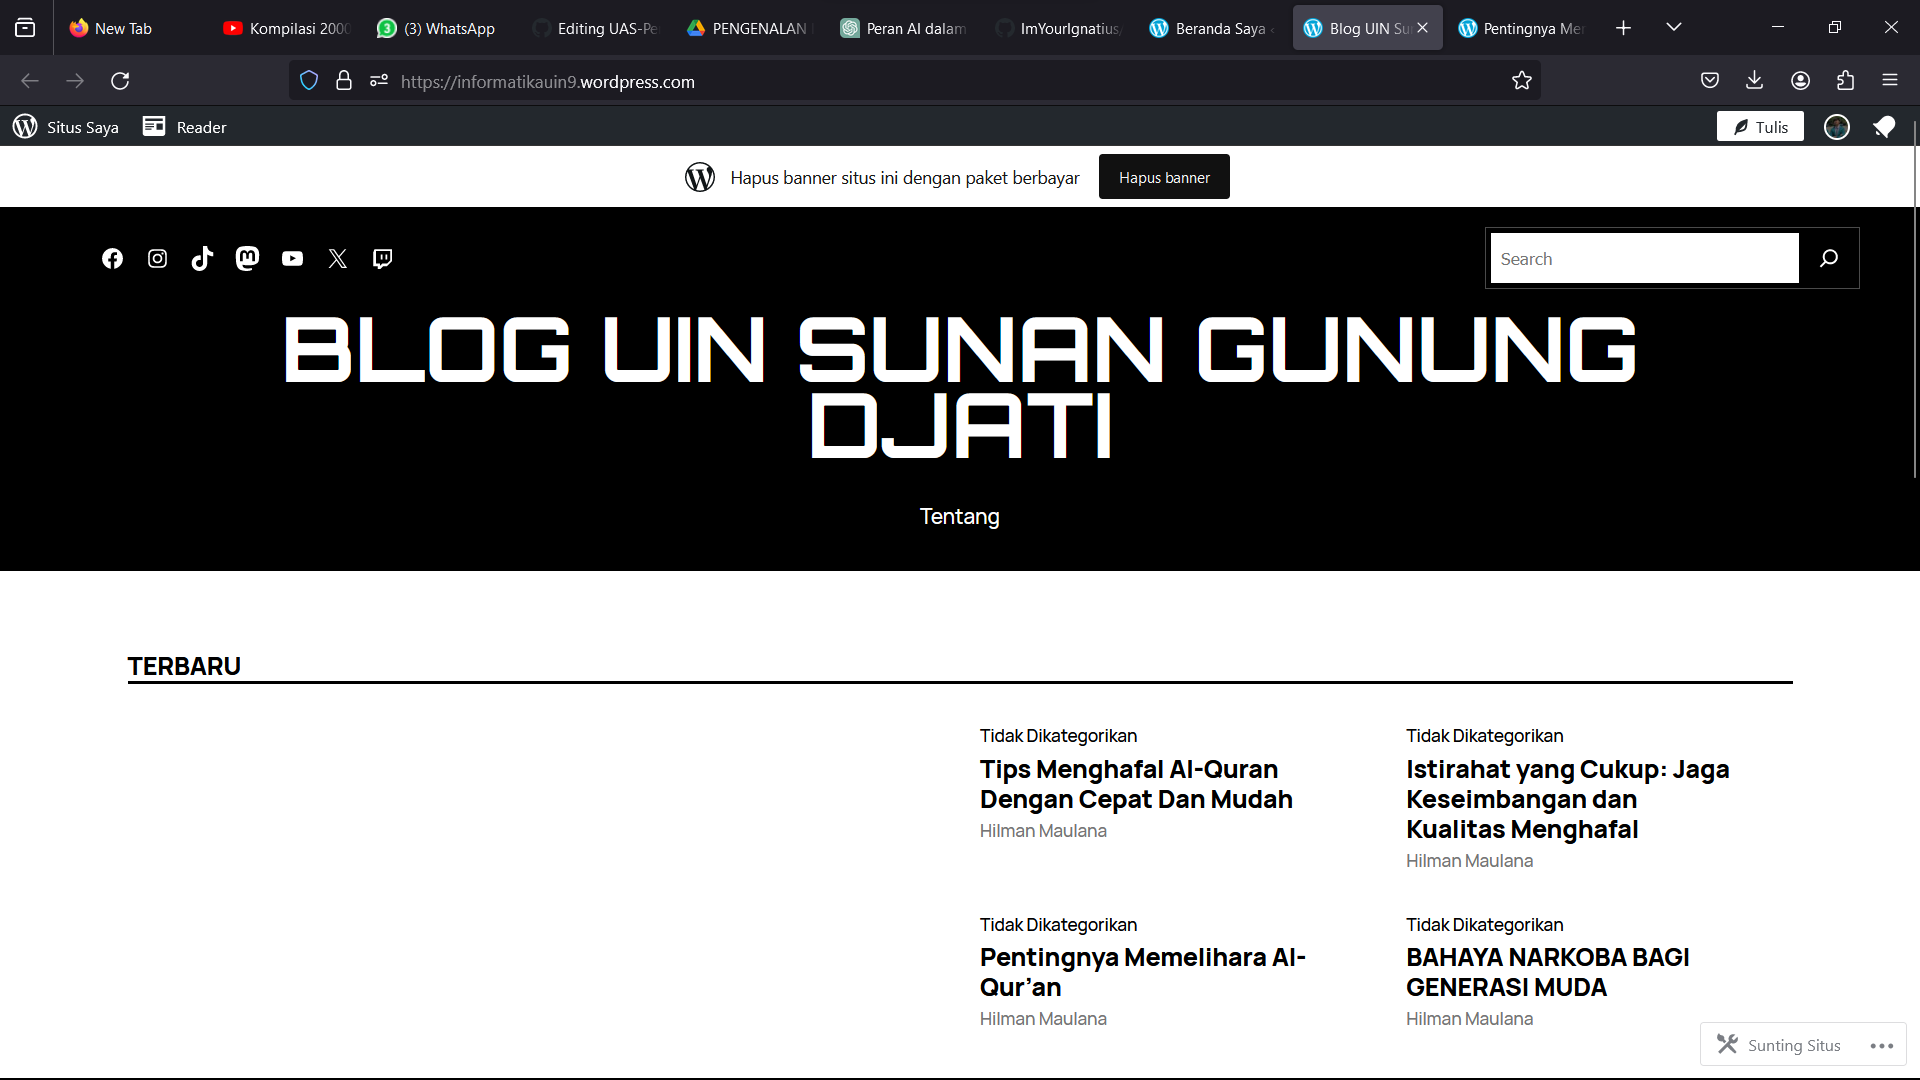 New Tab
Kompilasi 2000
(3) WhatsApp
Editing UAS-Pe
PENGENALAN
Peran AI dalam
ImYourIgnatius/
Beranda Saya
Blog UIN Su
Pentingnya Mer
https://informatikauin9.wordpress.com
Situs Saya
Reader
Tulis
Hapus banner situs ini dengan paket berbayar
Hapus banner
Search
BLOG UIN SUNAN GUNUNG
DJATI
Tentang
TERBARU
Tidak Dikategorikan
Tips Menghafal Al-Quran
Dengan Cepat Dan Mudah
Hilman Maulana
Tidak Dikategorikan
Istirahat yang Cukup: Jaga
Keseimbangan dan
Kualitas Menghafal
Hilman Maulana
Tidak Dikategorikan
Pentingnya Memelihara Al-
Qur’an
Hilman Maulana
Tidak Dikategorikan
BAHAYA NARKOBA BAGI
GENERASI MUDA
Hilman Maulana
Sunting Situs